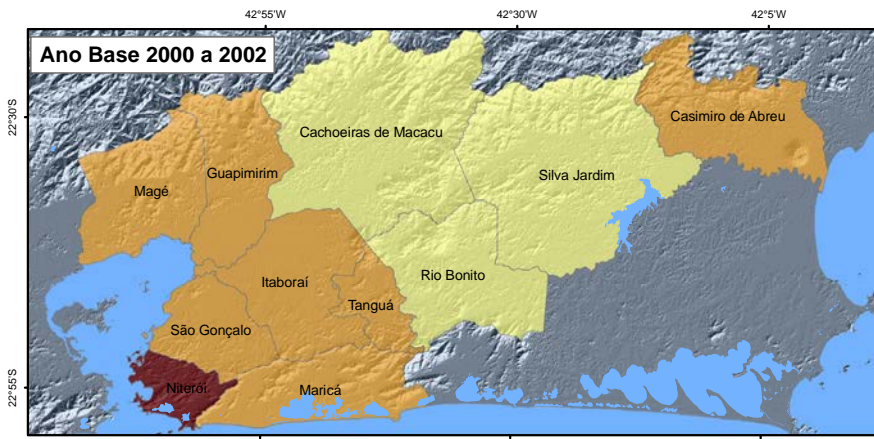 42°55'W 42°30'W 42°5'W
Ano Base 2000 a 2002
22°30'S
Casimiro de Abreu
Cachoeiras de Macacu
Guapimirim
Silva Jardim
Magé
Rio Bonito
Itaboraí
Tanguá
São Gonçalo
22°55'S
Niterói
Maricá